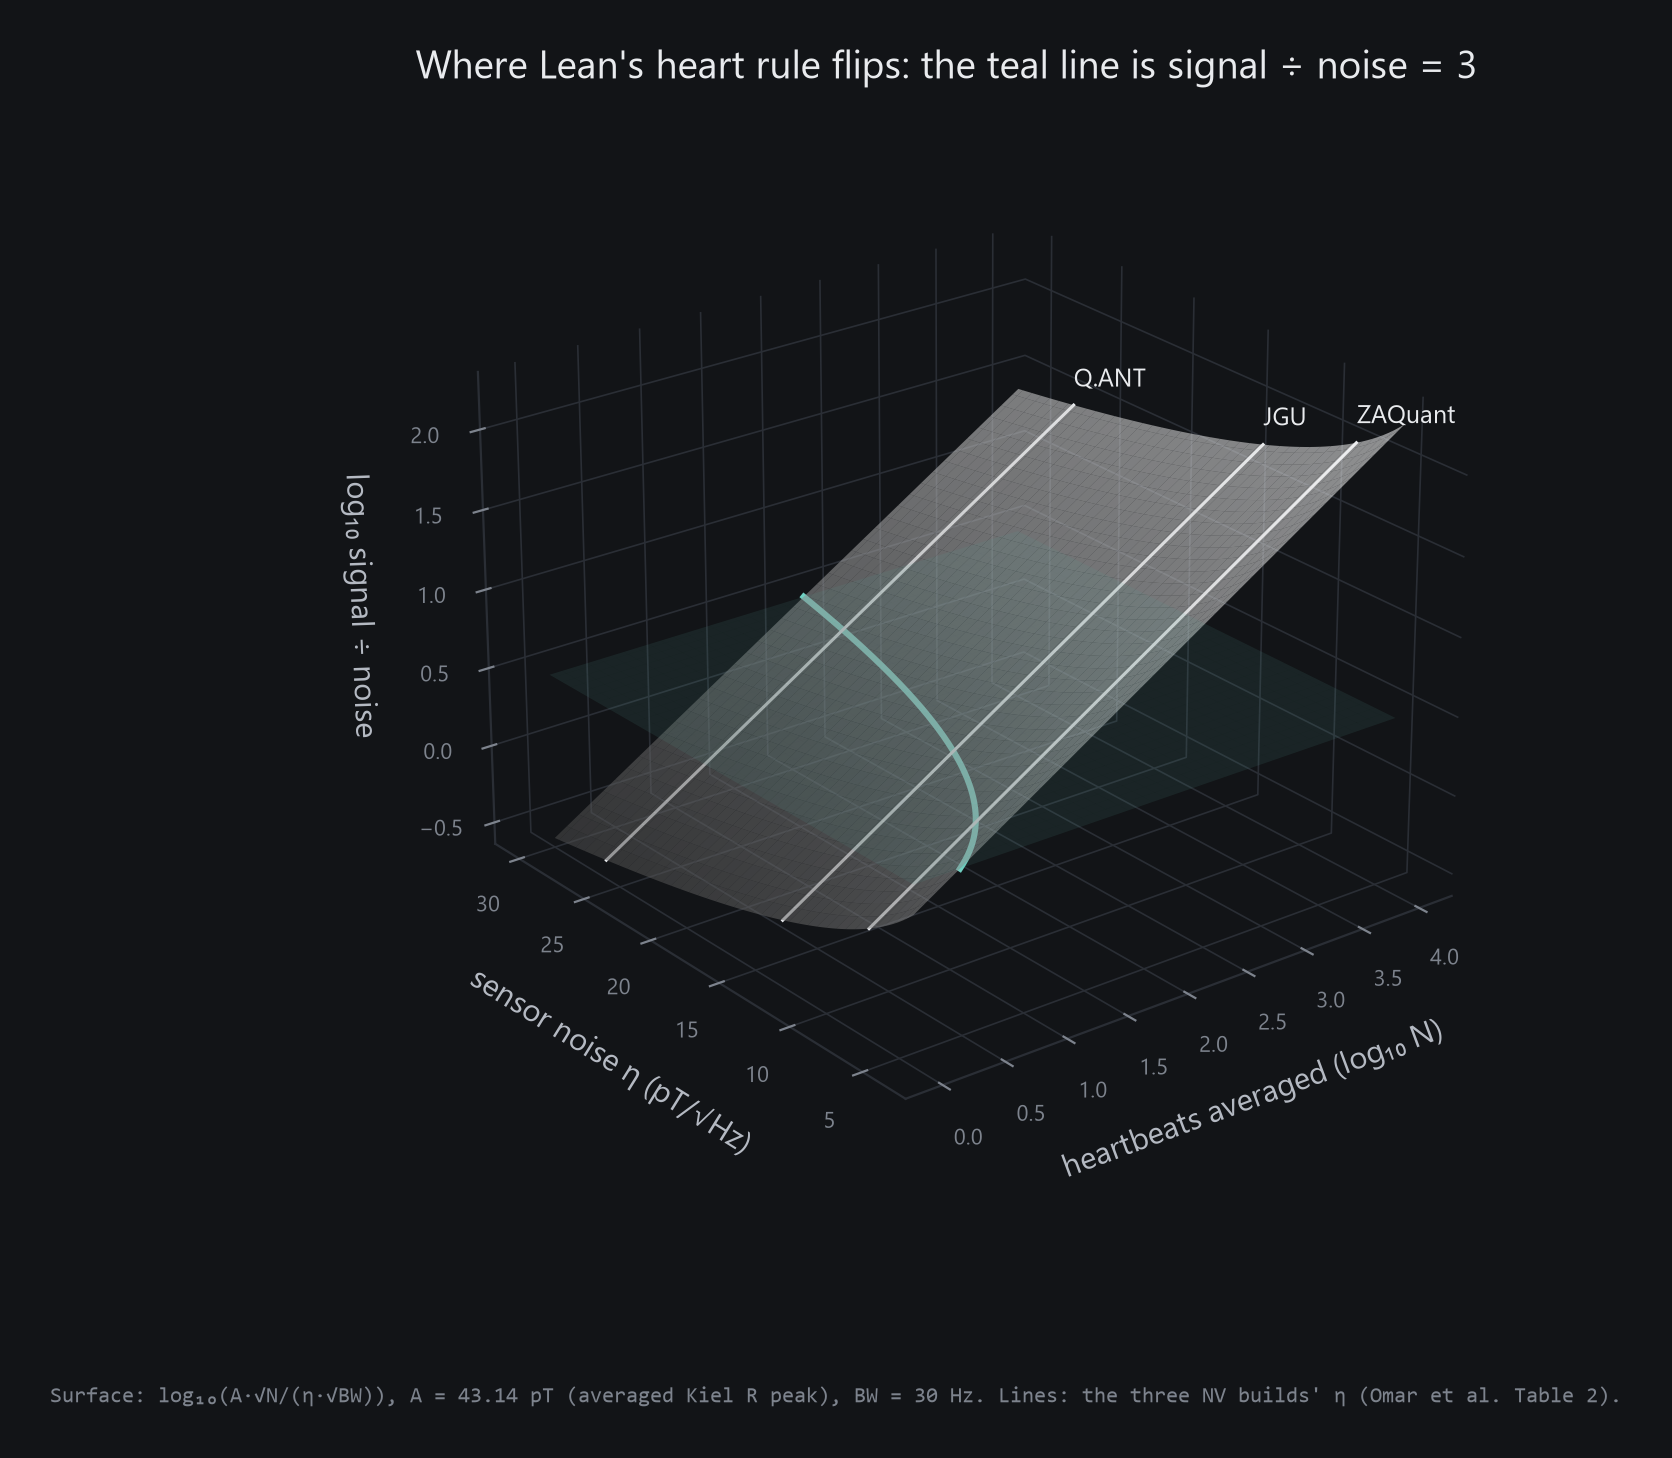 Where Lean's heart rule flips: the teal line is signal ÷ noise = 3
Q.ANT
JGU
ZAQuant
2.0
1.5
1.0
0.5
0.0
−0.5
log₁₀ signal ÷ noise
30
25
20
15
10
5
sensor noise η (pT/√Hz)
0.0
0.5
1.0
1.5
2.0
2.5
3.0
3.5
4.0
heartbeats averaged (log₁₀ N)
Surface: log₁₀(A·√N/(η·√BW)), A = 43.14 pT (averaged Kiel R peak), BW = 30 Hz. Lines: the three NV builds' η (Omar et al. Table 2).